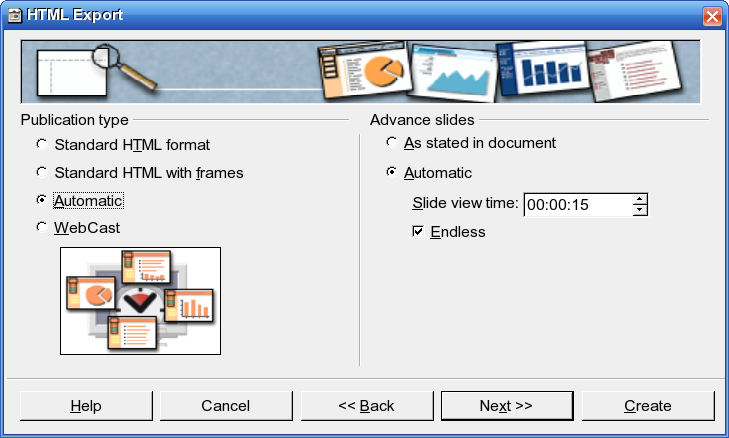 HTML Export
Publication type
Standard HTML format
Standard HTML with frames
Automatic
WebCast
Advance slides
As stated in document
Automatic
Slide view time: 00:00:15
Endless
Help Cancel << Back Next >> Create